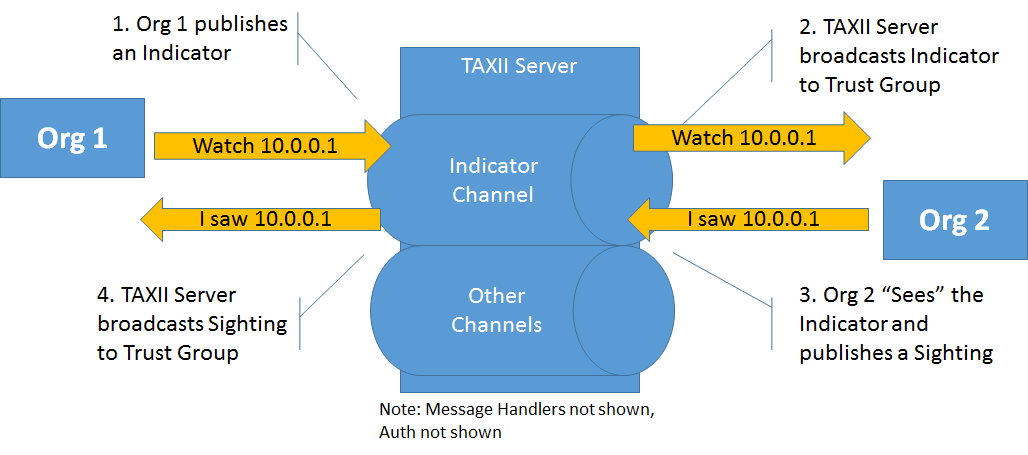 1. Org 1 publishes
an Indicator
2. TAXII Server
broadcasts Indicator
to Trust Group
TAXII Server
Org 1
Watch 10.0.0.1
Watch 10.0.0.1
Indicator
Channel
I saw 10.0.0.1
I saw 10.0.0.1
Org 2
4. TAXII Server
broadcasts Sighting
to Trust Group
Other
Channels
3. Org 2 “Sees” the
Indicator and
publishes a Sighting
Note: Message Handlers not shown,
Auth not shown